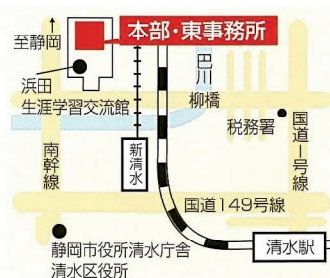 至静岡
本部・東事務所
浜田
生涯学習交流館
巴川
柳橋
税務署
国道一号線
南幹線
新清水
国道149号線
静岡市役所清水庁舎
清水区役所
清水駅